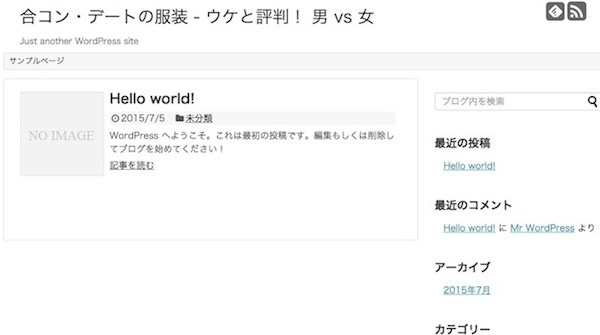 合コン・デートの服装 - ウケと評判！ 男 vs 女
Just another WordPress site
サンプルページ
NO IMAGE
Hello world!
2015/7/5 未分類
WordPress へようこそ。これは最初の投稿です。編集もしくは削除し
てブログを始めてください！
記事を読む
ブログ内を検索
最近の投稿
Hello world!
最近のコメント
Hello world! に Mr WordPress より
アーカイブ
2015年7月
カテゴリー